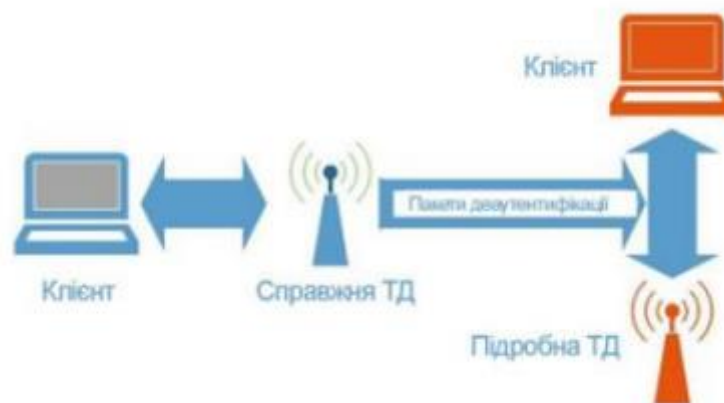 Клієнт
Пакети деаутентифікації
Клієнт
Справжня ТД
Підробна ТД